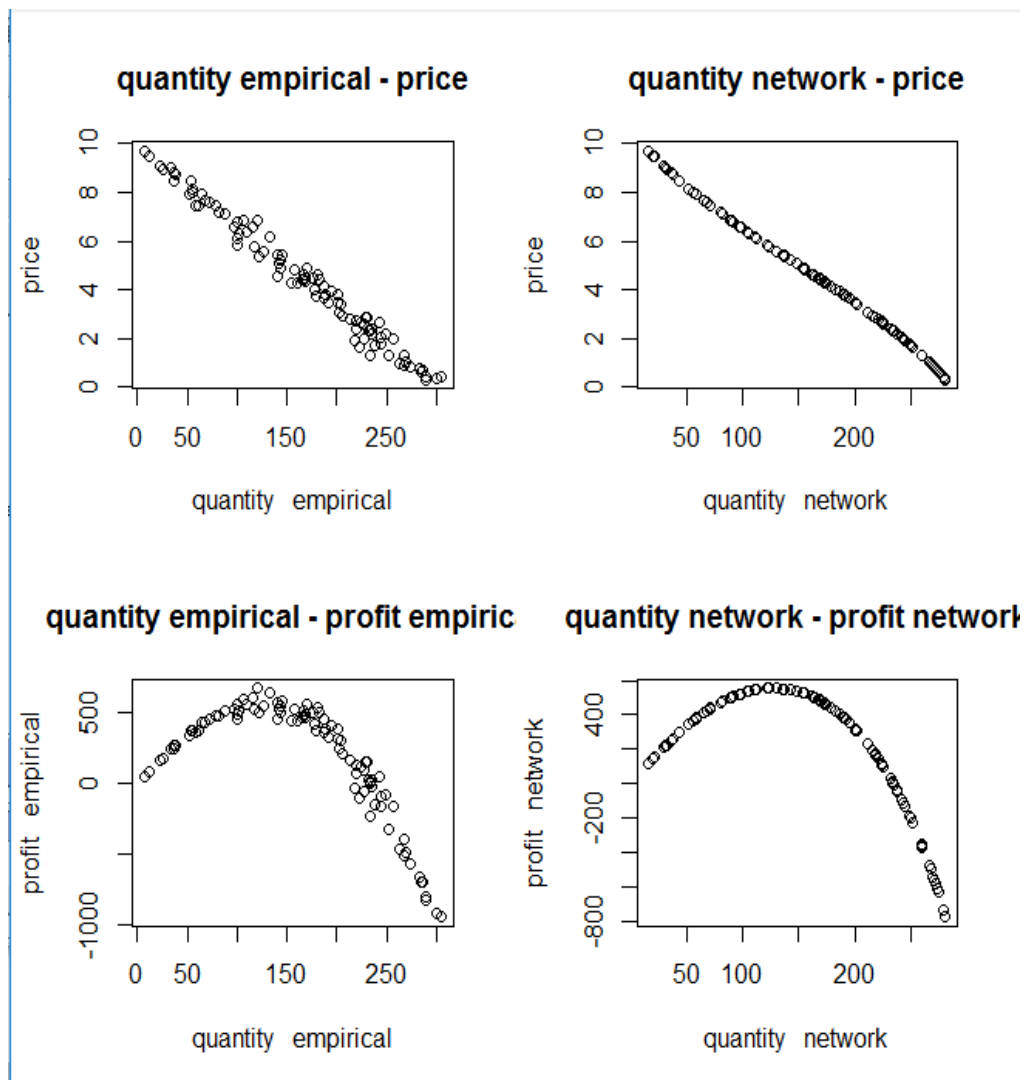 quantity empirical - price
price
10
8
6
4
2
0
0 50 150 250
quantity empirical
quantity network - price
price
10
8
6
4
2
0
50 100 200
quantity network
quantity empirical - profit empiric
profit empirical
500
0
-1000
0 50 150 250
quantity empirical
quantity network - profit network
profit network
400
-200
-800
50 100 200
quantity network